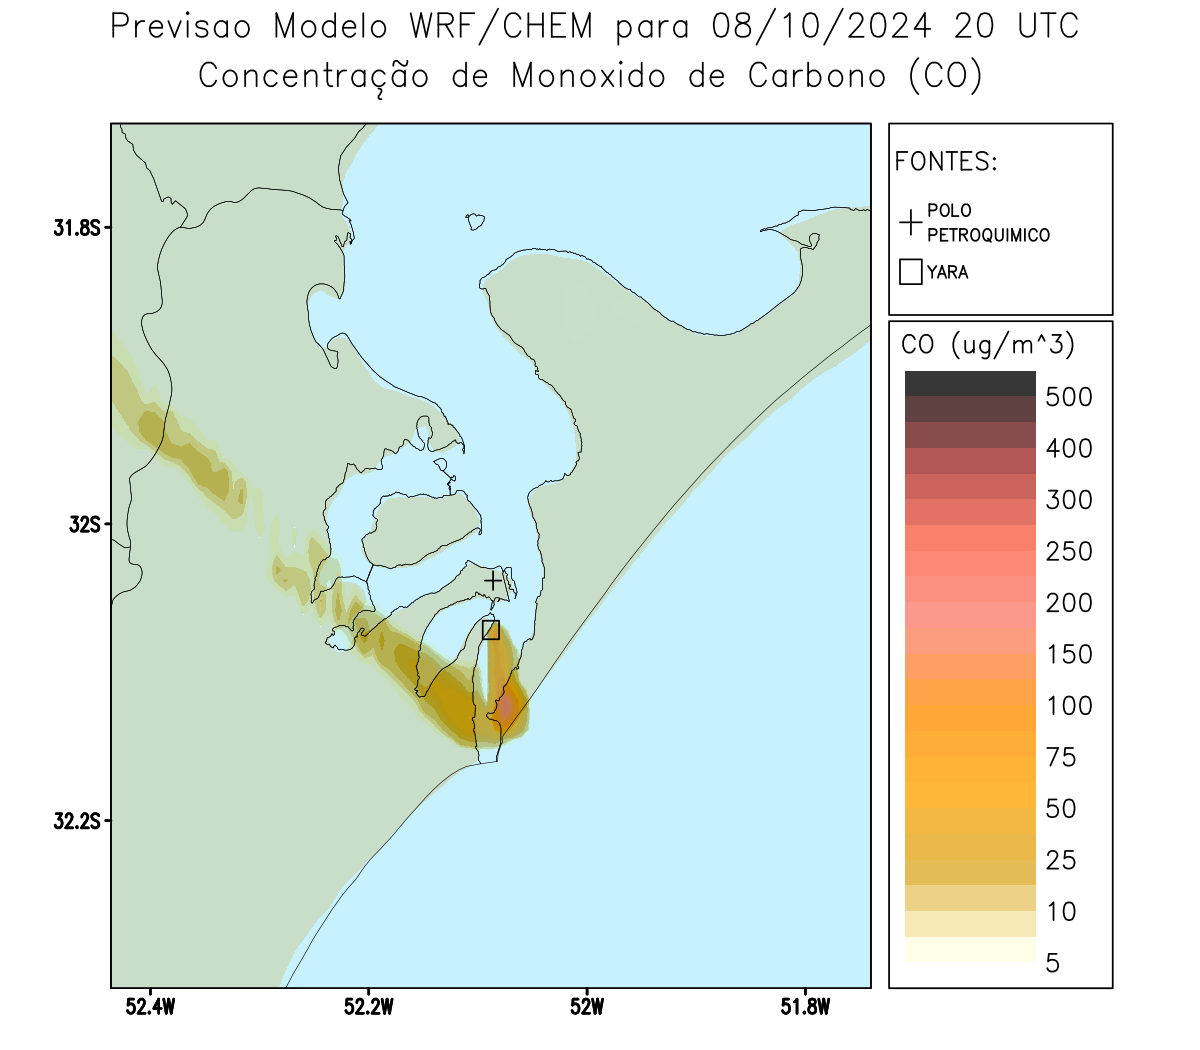 Previsao Modelo WRF/CHEM para 08/10/2024 20 UTC
Concentração de Monoxido de Carbono (CO)
FONTES:
POLO
PETROQUIMICO
YARA
CO (ug/m^3)
500
400
300
250
200
150
100
75
50
25
10
5
31.8S
32S
32.2S
52.4W
52.2W
52W
51.8W